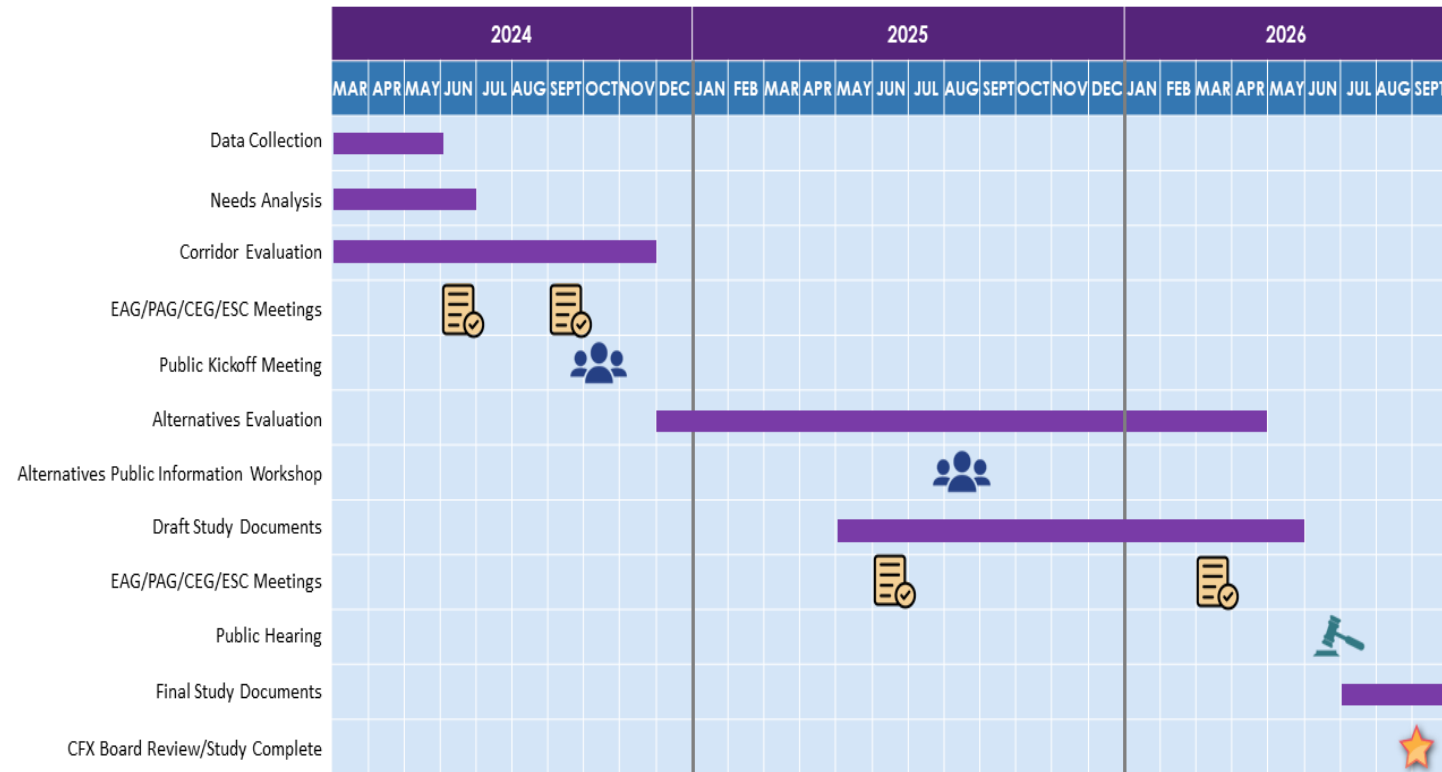 2024 2025 2026
MAR APR MAY JUN JUL AUG SEPT OCT NOV DEC JAN FEB MAR APR MAY JUN JUL AUG SEPT OCT NOV DEC JAN FEB MAR APR MAY JUN JUL AUG SEPT
Data Collection
Needs Analysis
Corridor Evaluation
EAG/PAG/CEG/ESC Meetings
Public Kickoff Meeting
Alternatives Evaluation
Alternatives Public Information Workshop
Draft Study Documents
EAG/PAG/CEG/ESC Meetings
Public Hearing
Final Study Documents
CFX Board Review/Study Complete